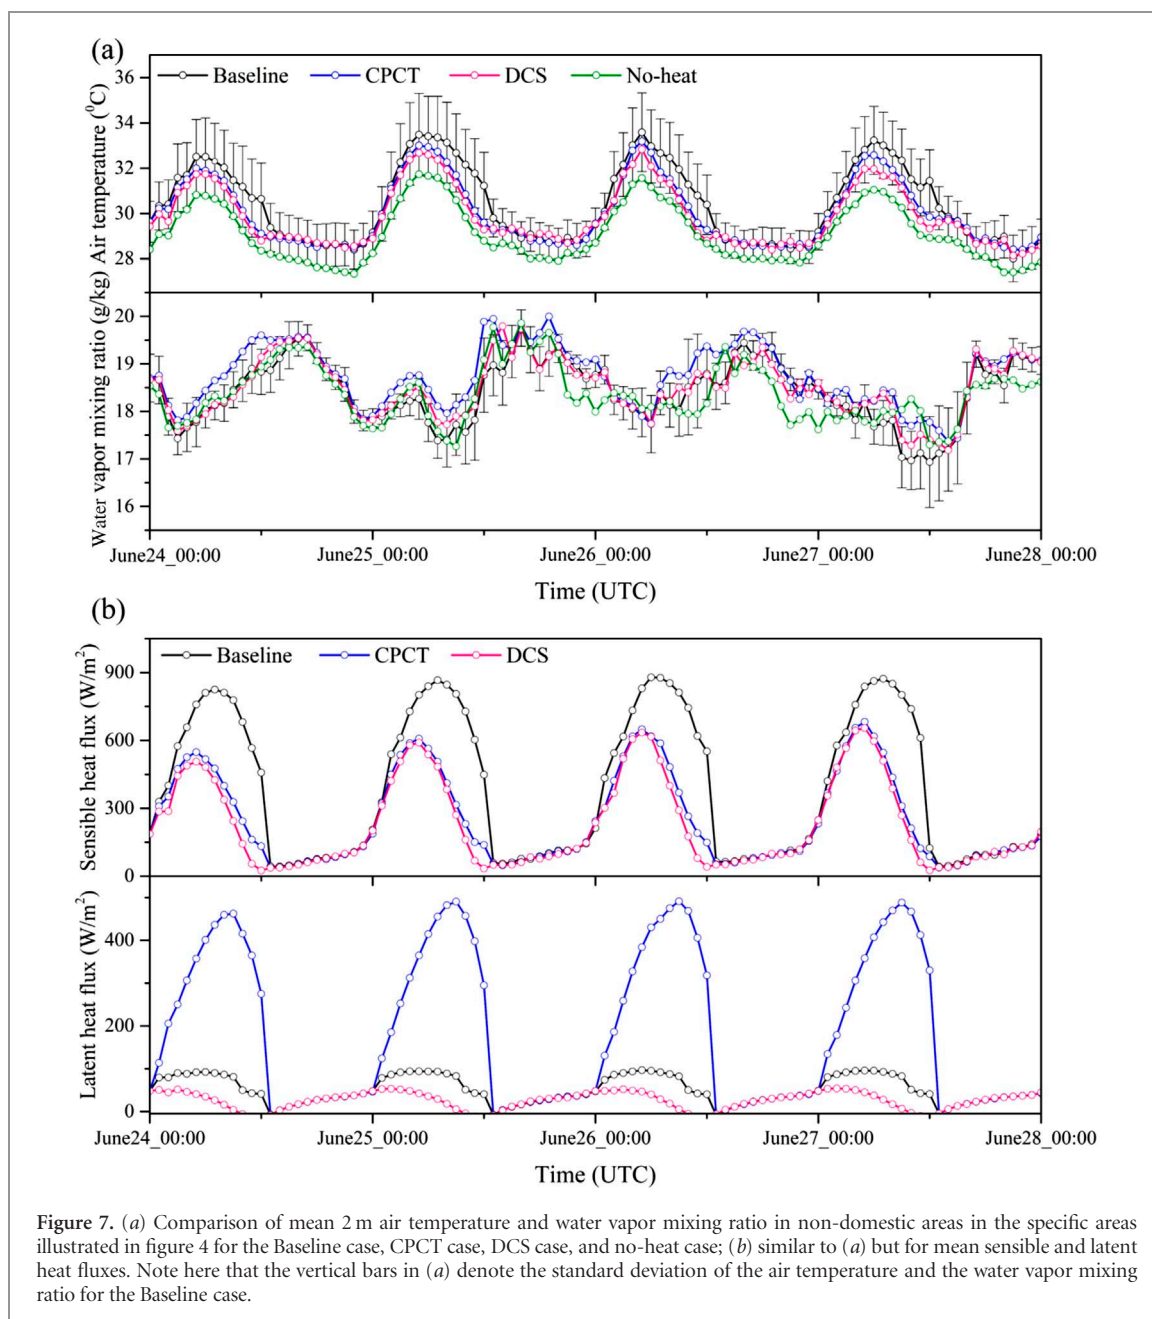 (a)
Baseline CPCT DCS No-heat
Air temperature (⁰C)
36
34
32
30
28
Water vapor mixing ratio (g/kg)
20
19
18
17
16
June24_00:00 June25_00:00 June26_00:00 June27_00:00 June28_00:00
Time (UTC)
(b)
Baseline CPCT DCS
Sensible heat flux (W/m²)
900
600
300
0
Latent heat flux (W/m²)
400
200
0
June24_00:00 June25_00:00 June26_00:00 June27_00:00 June28_00:00
Time (UTC)
Figure 7. (a) Comparison of mean 2 m air temperature and water vapor mixing ratio in non-domestic areas in the specific areas
illustrated in figure 4 for the Baseline case, CPCT case, DCS case, and no-heat case; (b) similar to (a) but for mean sensible and latent
heat fluxes. Note here that the vertical bars in (a) denote the standard deviation of the air temperature and the water vapor mixing
ratio for the Baseline case.